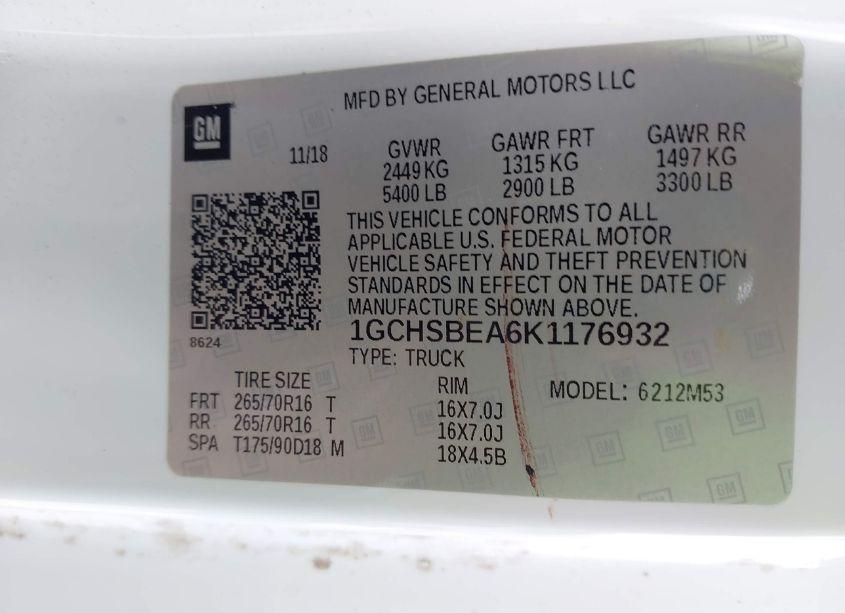 MFD BY GENERAL MOTORS LLC
GM
11/18
GVWR GAWR FRT GAWR RR
2449 KG 1315 KG 1497 KG
5400 LB 2900 LB 3300 LB
THIS VEHICLE CONFORMS TO ALL
APPLICABLE U.S. FEDERAL MOTOR
VEHICLE SAFETY AND THEFT PREVENTION
STANDARDS IN EFFECT ON THE DATE OF
MANUFACTURE SHOWN ABOVE.
8624
1GCHSBEA6K1176932
TYPE: TRUCK
TIRE SIZE RIM MODEL: 6212M53
FRT 265/70R16 T 16X7.0J
RR 265/70R16 T 16X7.0J
SPA T175/90D18 M 18X4.5B